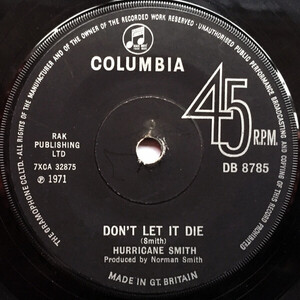 ALL RIGHTS OF THE MANUFACTURER AND OF THE OWNER OF THE RECORDED WORK RESERVED · UNAUTHORISED PUBLIC PERFORMANCE BROADCASTING AND COPYING OF THIS RECORD PROHIBITED
THE GRAMOPHONE CO. LTD.
COLUMBIA
45
R.P.M.
RAK
PUBLISHING
LTD
7XCA 32875
℗ 1971
DB 8785
DON'T LET IT DIE
(Smith)
HURRICANE SMITH
Produced by Norman Smith
MADE IN GT. BRITAIN